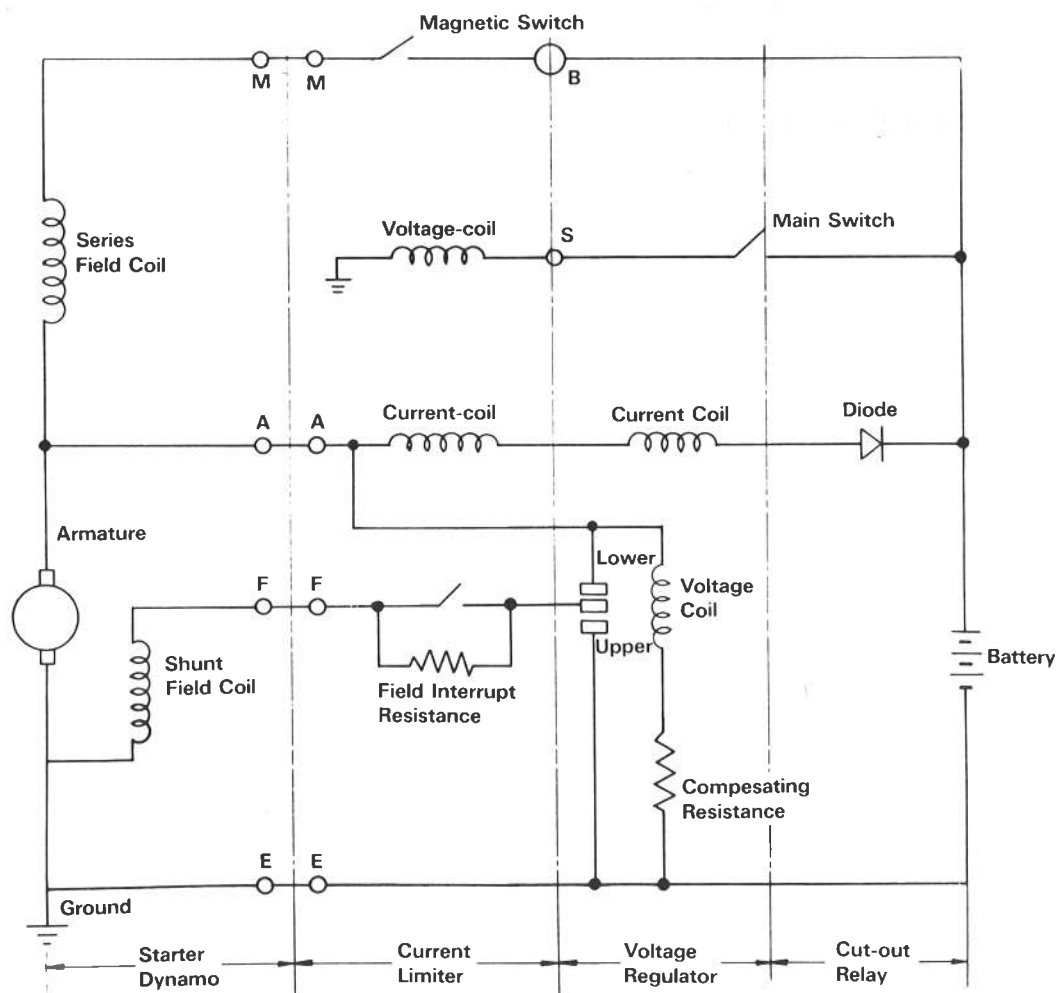 Magnetic Switch
M
M
B
Series
Field Coil
Voltage-coil
S
Main Switch
A
A
Current-coil
Current Coil
Diode
Armature
F
F
Lower
Voltage
Coil
Upper
Shunt
Field Coil
Field Interrupt
Resistance
Battery
Compesating
Resistance
E
E
Ground
Starter
Dynamo
Current
Limiter
Voltage
Regulator
Cut-out
Relay